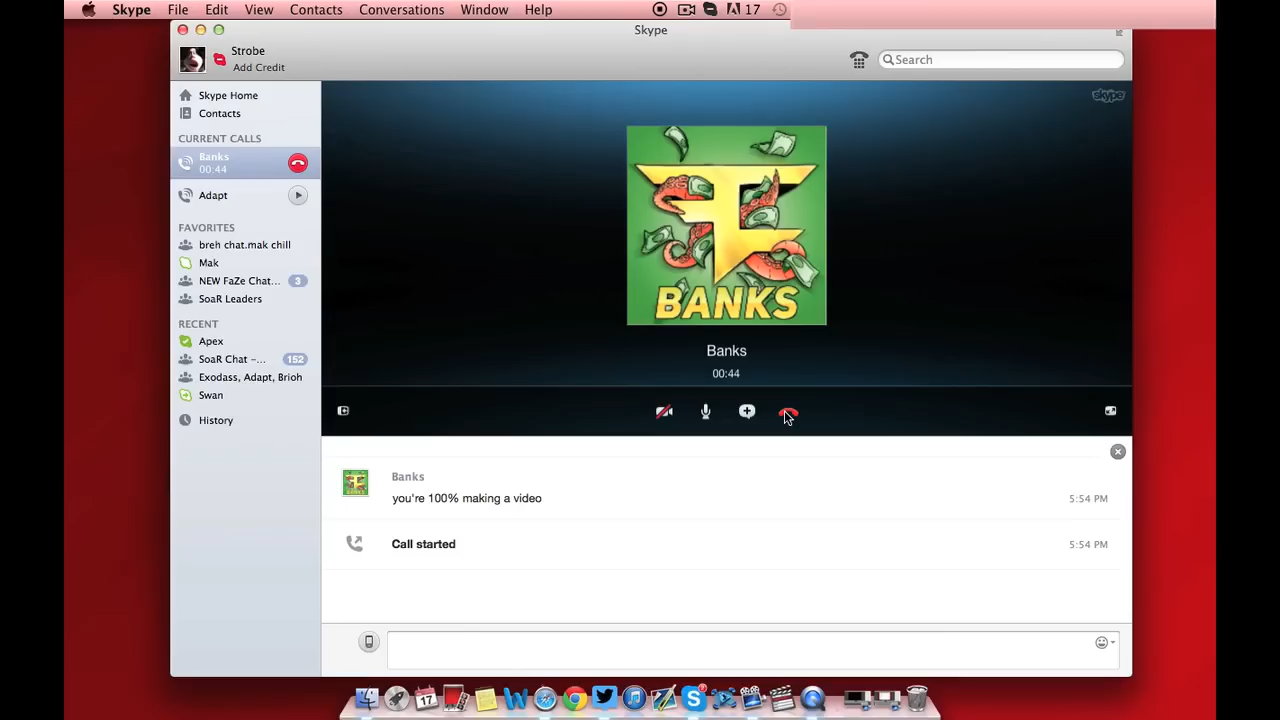 Skype File Edit View Contacts Conversations Window Help 17
Skype
Strobe
Add Credit
Search
Skype Home
Contacts
CURRENT CALLS
Banks
00:44
Adapt
FAVORITES
breh chat.mak chill
Mak
NEW FaZe Chat... 3
SoaR Leaders
RECENT
Apex
SoaR Chat –... 152
Exodass, Adapt, Brioh
Swan
History
skype
BANKS
Banks
00:44
Banks
you're 100% making a video 5:54 PM
Call started 5:54 PM
17